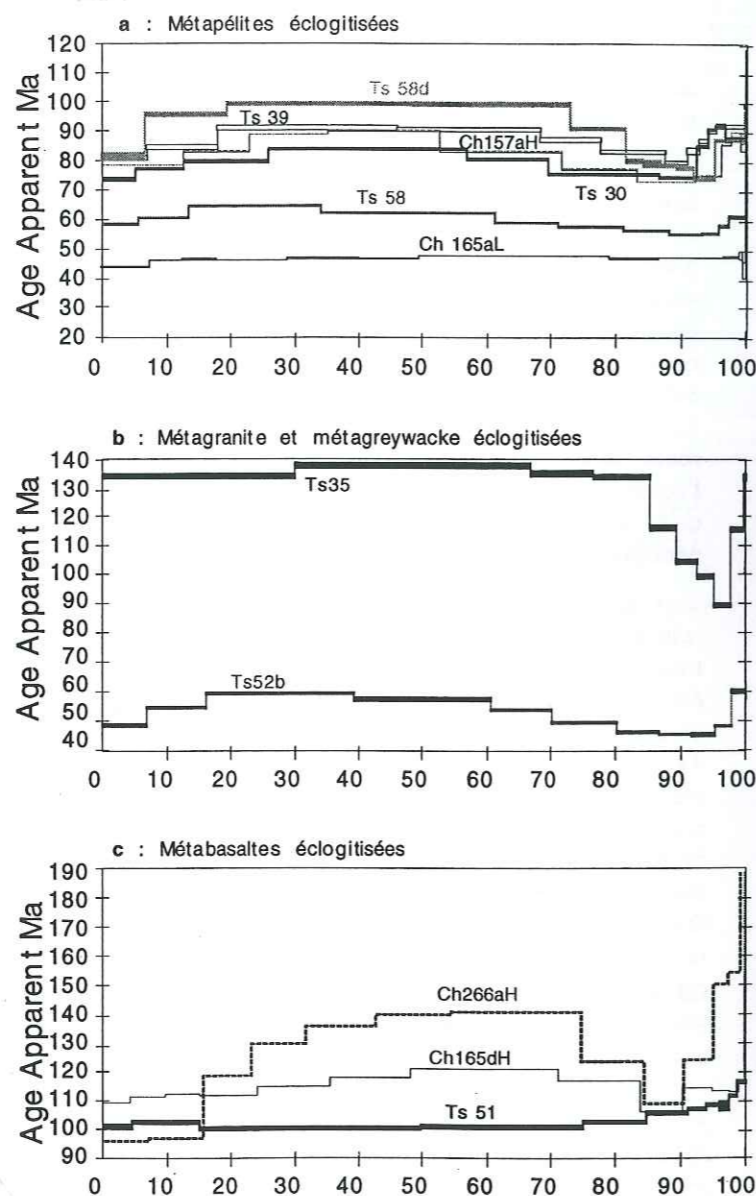 a : Métapélites éclogitisées
Age Apparent Ma
120
110
100
90
80
70
60
50
40
30
20
Ts 58d
Ts 39
Ch157aH
Ts 30
Ts 58
Ch 165aL
0 10 20 30 40 50 60 70 80 90 100
b : Métagranite et métagreywacke éclogitisées
Age Apparent Ma
140
130
120
110
100
90
80
70
60
50
40
Ts35
Ts52b
0 10 20 30 40 50 60 70 80 90 100
c : Métabasaltes éclogitisées
Age Apparent Ma
190
180
170
160
150
140
130
120
110
100
90
Ch266aH
Ch165dH
Ts 51
0 10 20 30 40 50 60 70 80 90 100